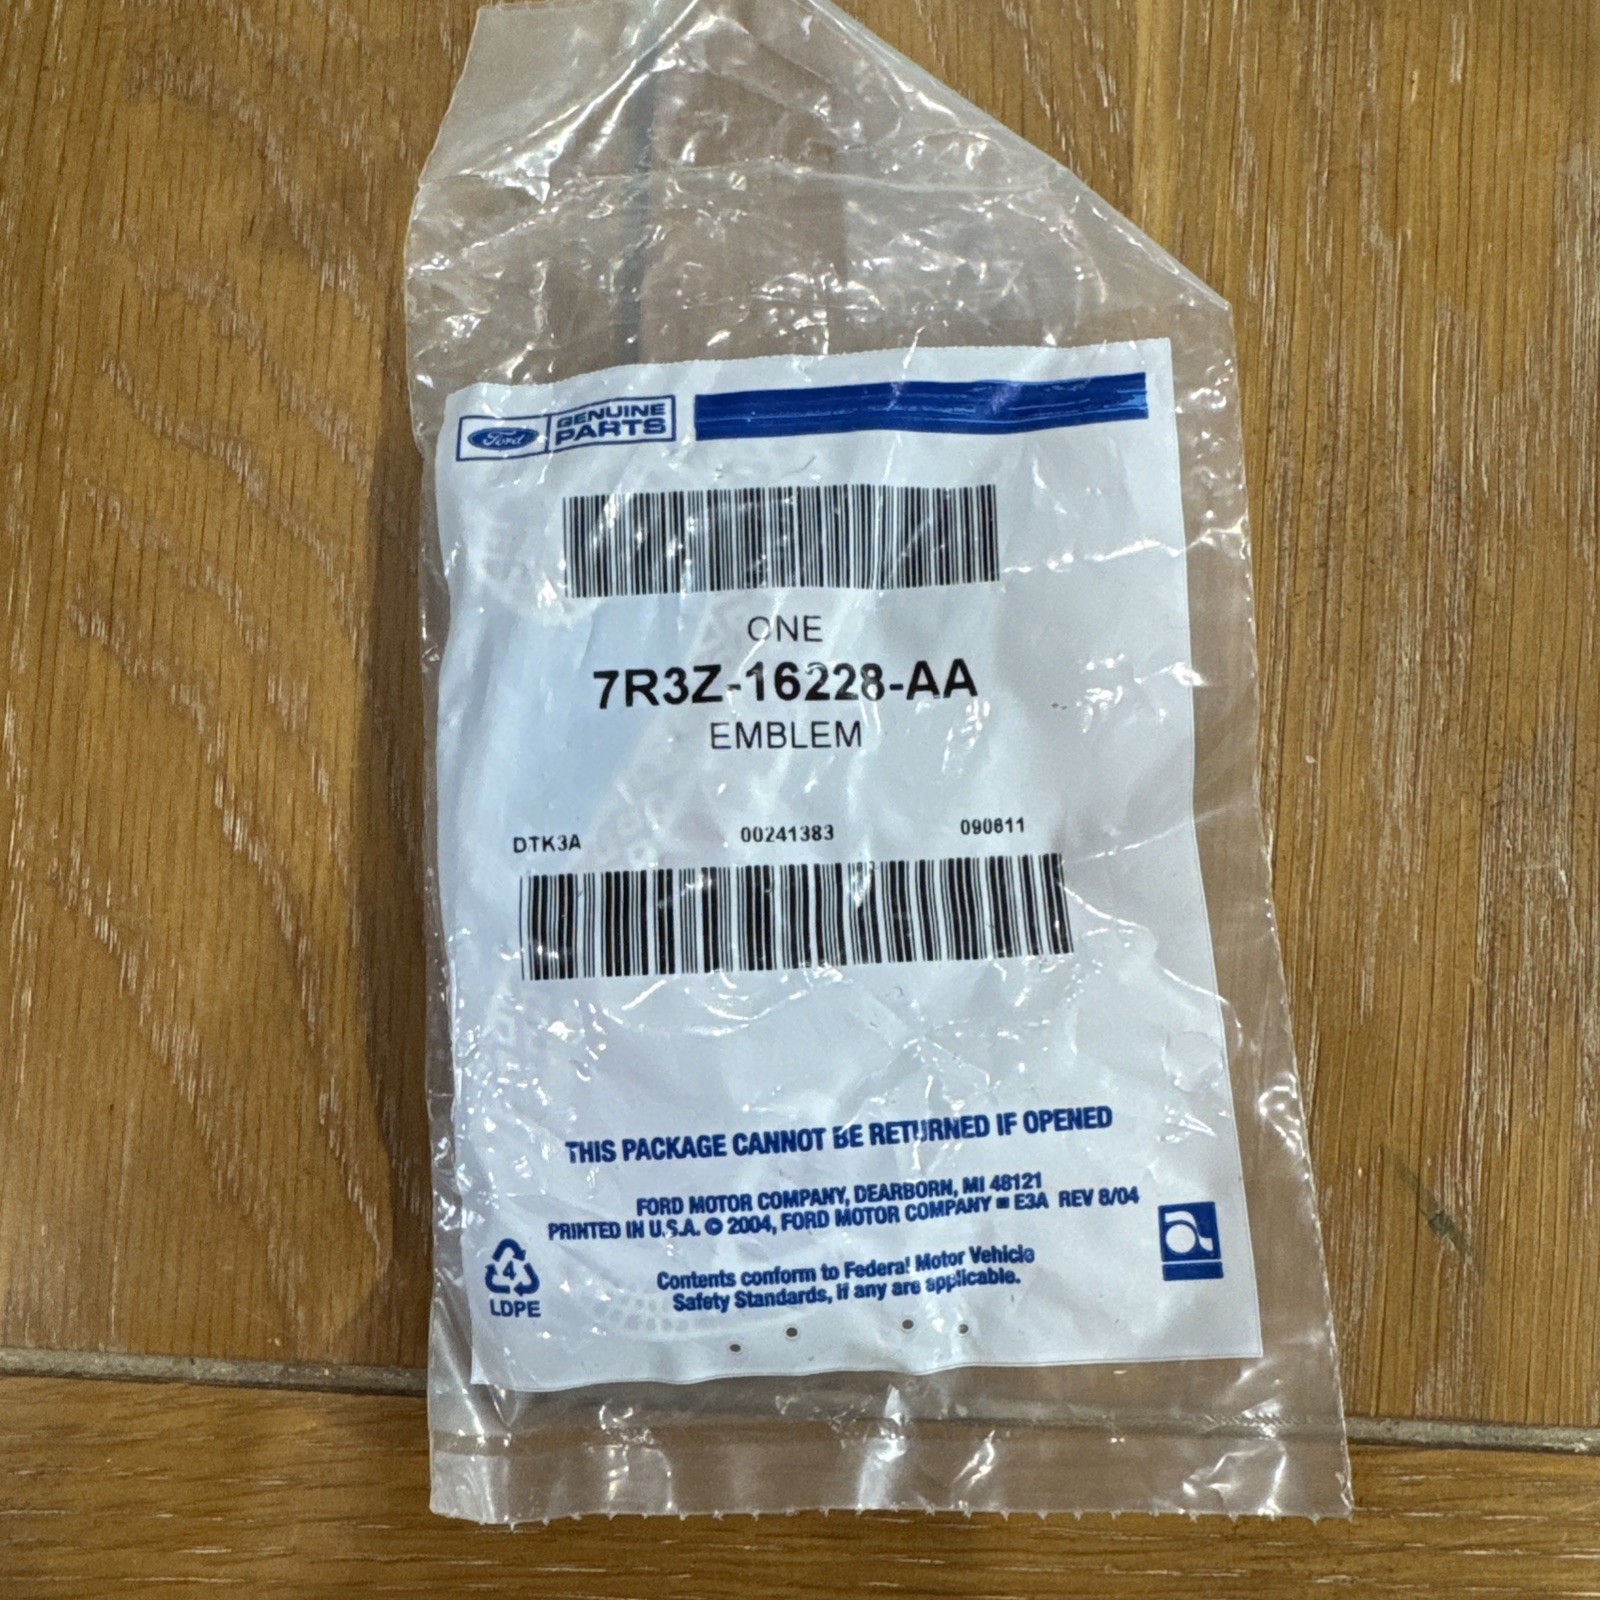 Ford GENUINE PARTS
ONE
7R3Z-16228-AA
EMBLEM
DTK3A 00241383 090611
THIS PACKAGE CANNOT BE RETURNED IF OPENED
FORD MOTOR COMPANY, DEARBORN, MI 48121
PRINTED IN U.S.A. © 2004, FORD MOTOR COMPANY ■ E3A REV 8/04
Contents conform to Federal Motor Vehicle
Safety Standards, if any are applicable.
4
LDPE